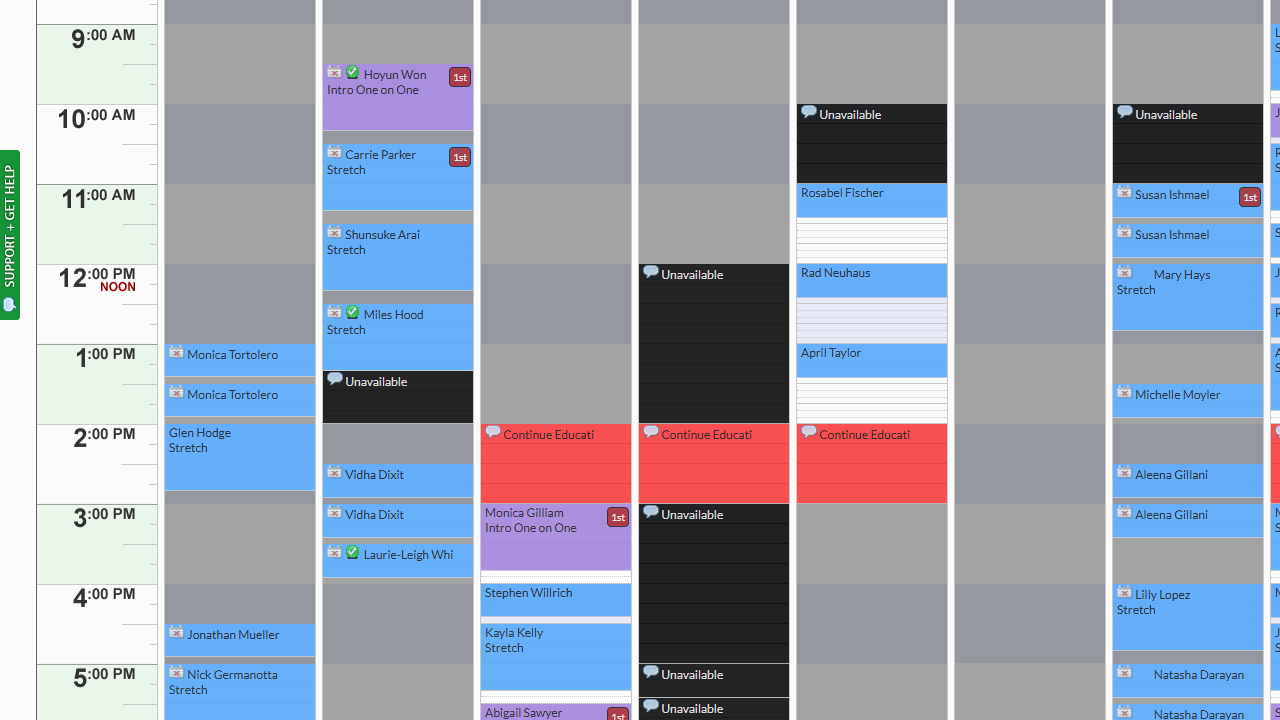 9:00 AM
10:00 AM
11:00 AM
12:00 PM
NOON
1:00 PM
2:00 PM
3:00 PM
4:00 PM
5:00 PM
SUPPORT + GET HELP
Monica Tortolero
Monica Tortolero
Glen Hodge
Stretch
Jonathan Mueller
Nick Germanotta
Stretch
Hoyun Won 1st
Intro One on One
Carrie Parker 1st
Stretch
Shunsuke Arai
Stretch
Miles Hood
Stretch
Unavailable
Vidha Dixit
Vidha Dixit
Laurie-Leigh Whi
Continue Educati
Monica Gilliam 1st
Intro One on One
Stephen Willrich
Kayla Kelly
Stretch
Abigail Sawyer 1st
Unavailable
Continue Educati
Unavailable
Unavailable
Unavailable
Unavailable
Rosabel Fischer
Rad Neuhaus
April Taylor
Continue Educati
Unavailable
Susan Ishmael 1st
Susan Ishmael
Mary Hays
Stretch
Michelle Moyler
Aleena Gillani
Aleena Gillani
Lilly Lopez
Stretch
Natasha Darayan
Natasha Darayan